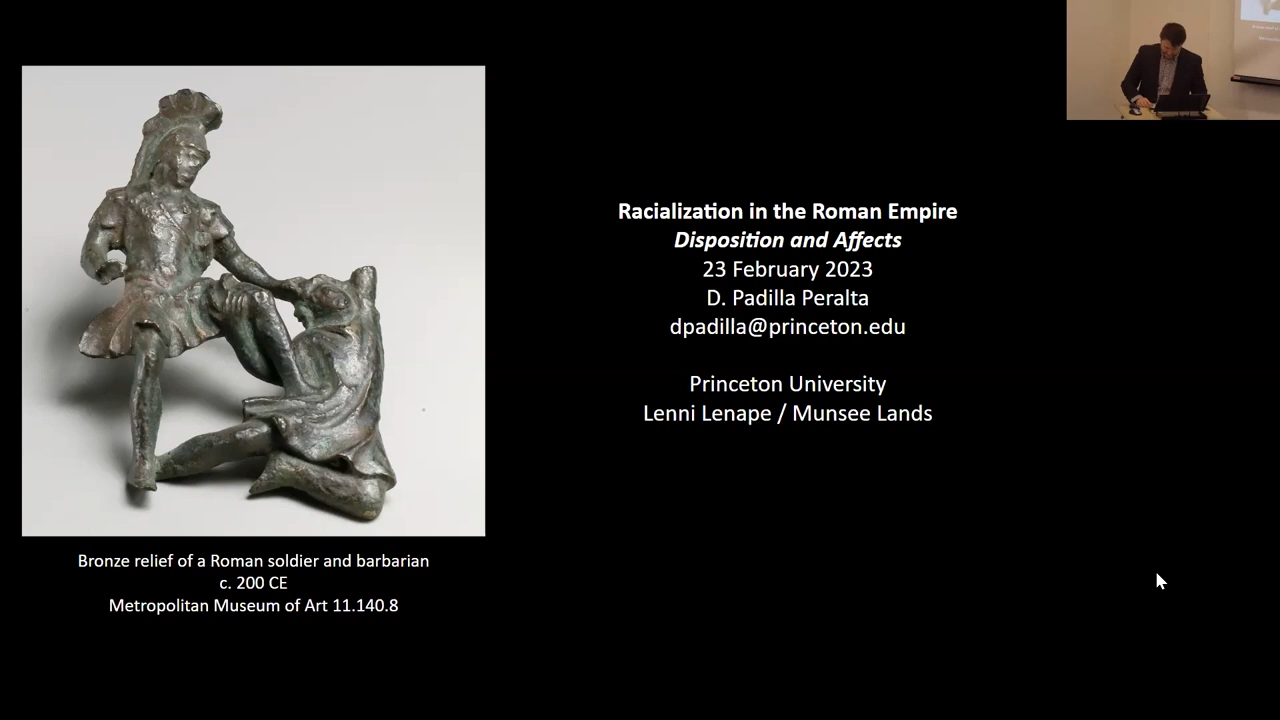 Racialization in the Roman Empire
Disposition and Affects
23 February 2023
D. Padilla Peralta
dpadilla@princeton.edu
Princeton University
Lenni Lenape / Munsee Lands
Bronze relief of a Roman soldier and barbarian
c. 200 CE
Metropolitan Museum of Art 11.140.8